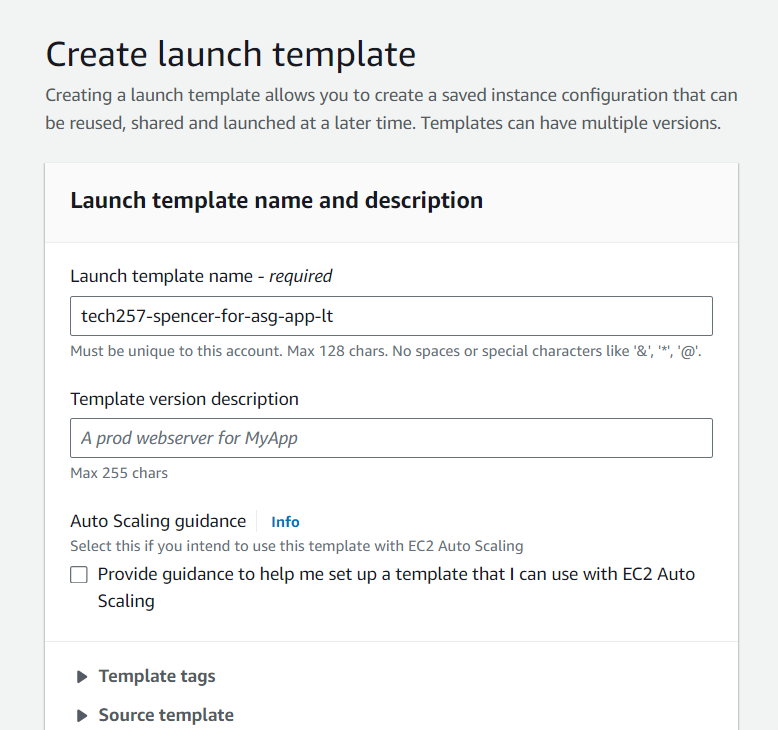 Create launch template
Creating a launch template allows you to create a saved instance configuration that can
be reused, shared and launched at a later time. Templates can have multiple versions.
Launch template name and description
Launch template name - required
tech257-spencer-for-asg-app-lt
Must be unique to this account. Max 128 chars. No spaces or special characters like '&', '*', '@'.
Template version description
A prod webserver for MyApp
Max 255 chars
Auto Scaling guidance Info
Select this if you intend to use this template with EC2 Auto Scaling
Provide guidance to help me set up a template that I can use with EC2 Auto
Scaling
Template tags
Source template